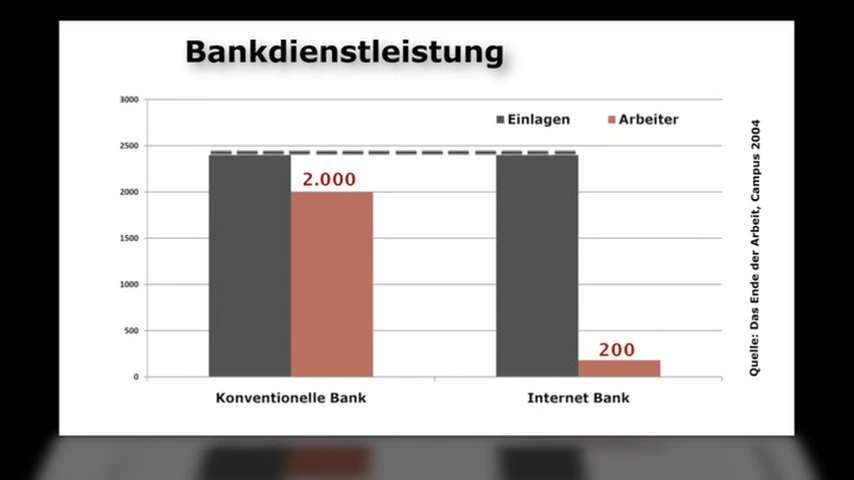 Bankdienstleistung
3000
2500
2000
1500
1000
500
0
Einlagen
Arbeiter
2.000
200
Konventionelle Bank
Internet Bank
Quelle: Das Ende der Arbeit, Campus 2004